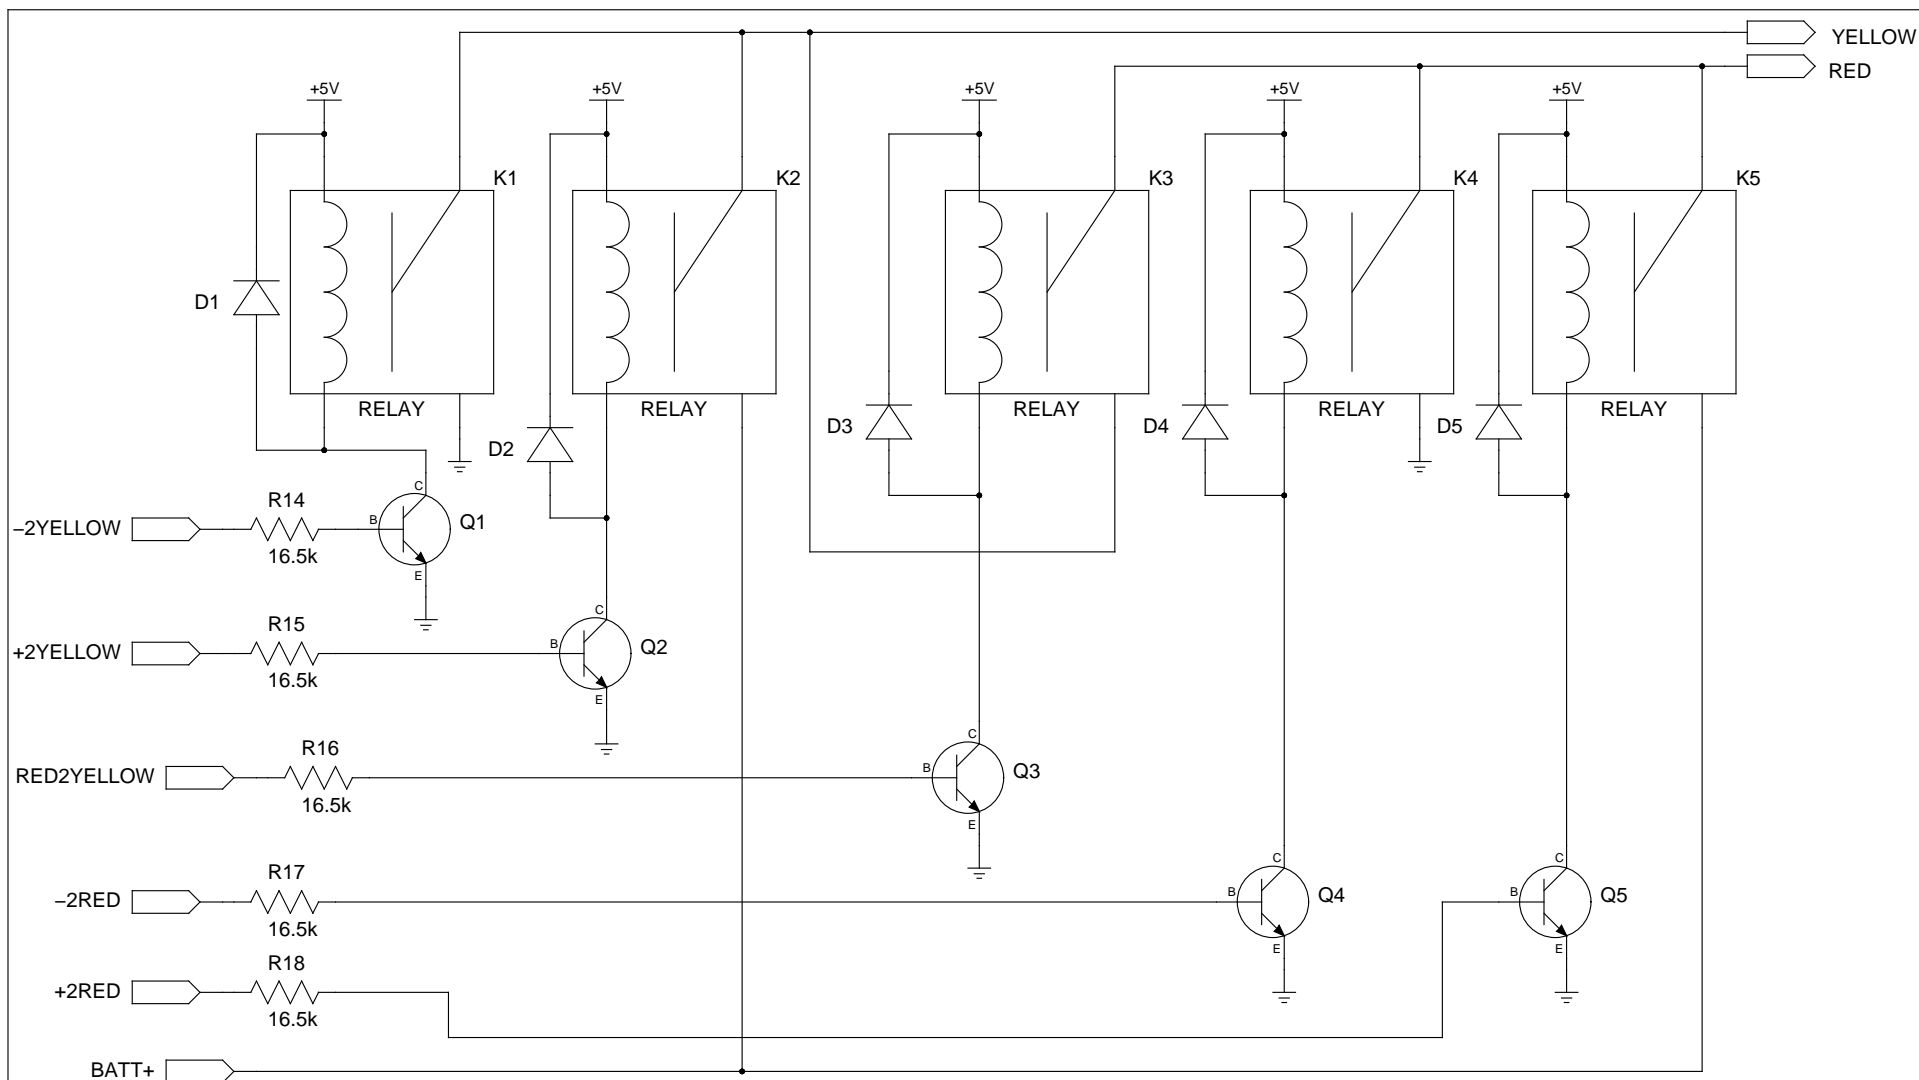 YELLOW
RED
+5V +5V +5V +5V +5V
K1 K2 K3 K4 K5
D1
RELAY RELAY RELAY RELAY RELAY
D2 D3 D4 D5
C
R14
B Q1
−2YELLOW
16.5k
E
C
R15
B Q2
+2YELLOW
16.5k
E
C
R16
B Q3
RED2YELLOW
16.5k
E
C C
R17
B Q4 B Q5
−2RED
16.5k
E E
R18
+2RED
16.5k
BATT+